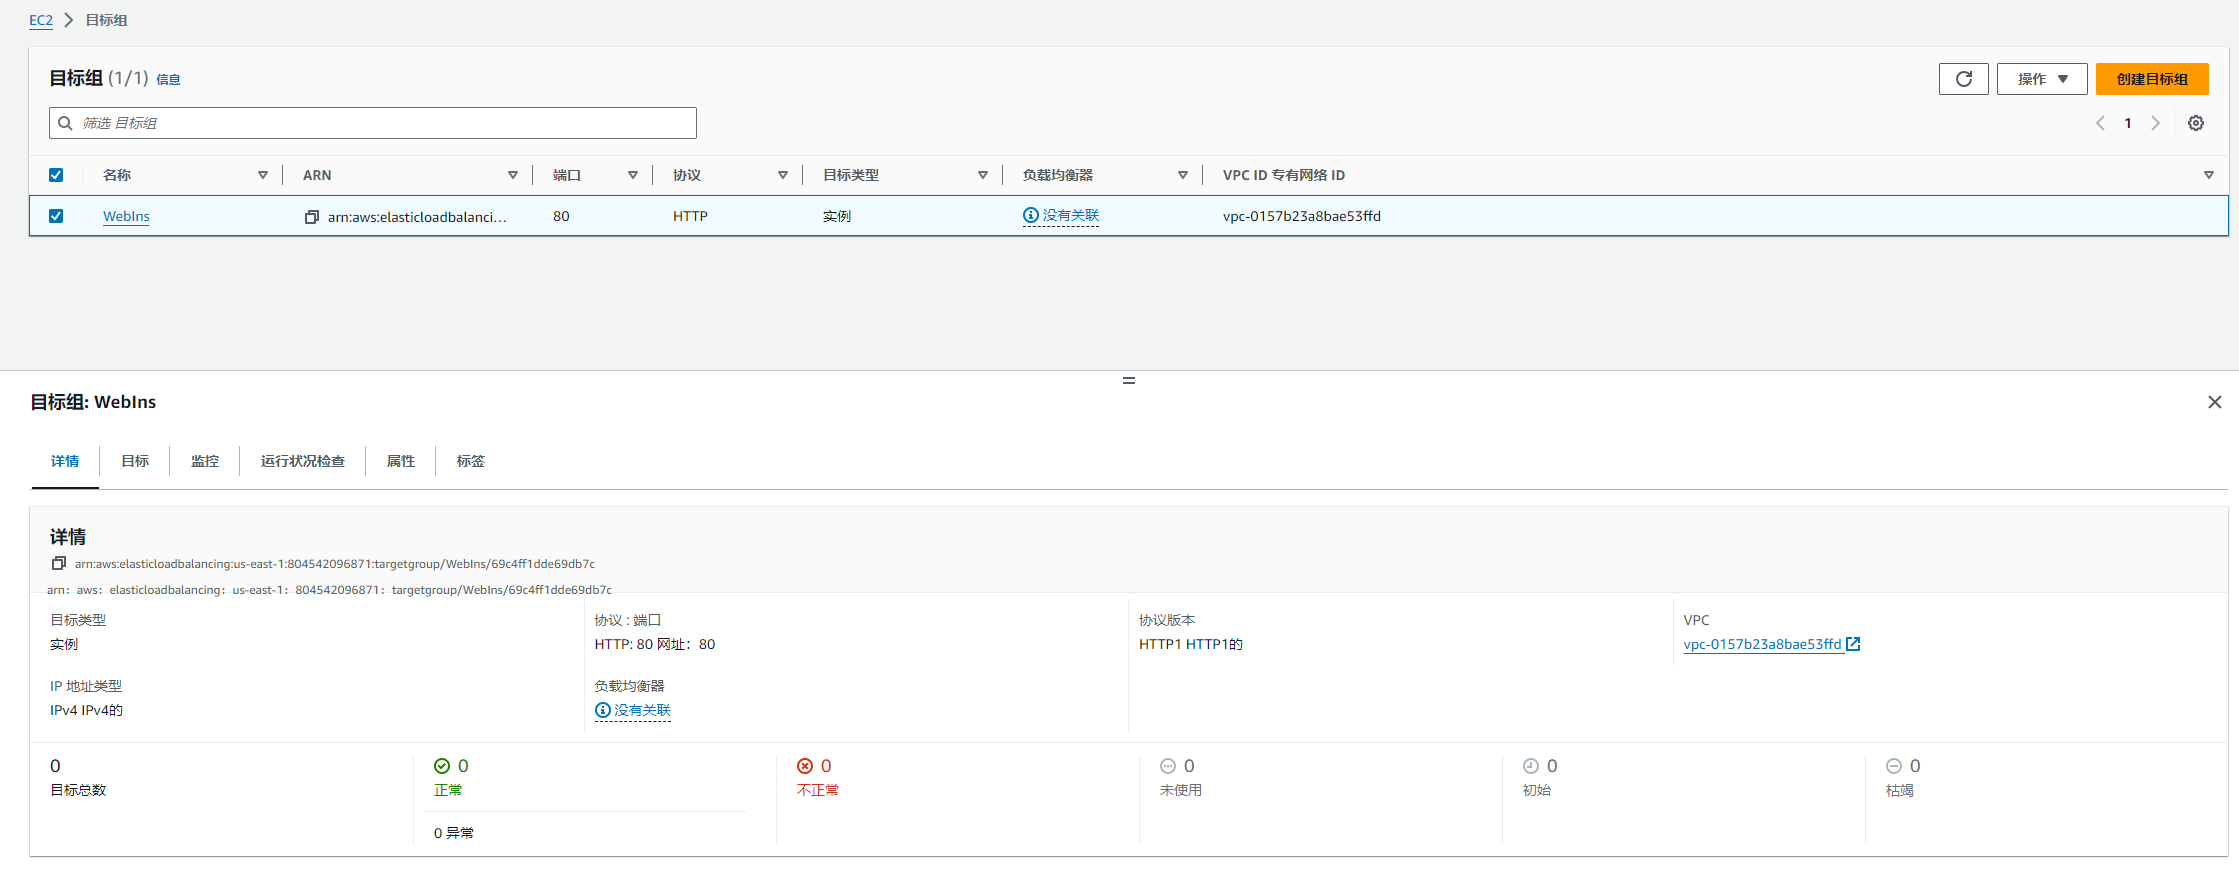 EC2 目标组
目标组 (1/1) 信息
操作 创建目标组
筛选 目标组
1
名称 ARN 端口 协议 目标类型 负载均衡器 VPC ID 专有网络 ID
WebIns arn:aws:elasticloadbalanci... 80 HTTP 实例 没有关联 vpc-0157b23a8bae53ffd
目标组: WebIns
详情 目标 监控 运行状况检查 属性 标签
详情
arn:aws:elasticloadbalancing:us-east-1:804542096871:targetgroup/WebIns/69c4ff1dde69db7c
arn：aws：elasticloadbalancing：us-east-1：804542096871：targetgroup/WebIns/69c4ff1dde69db7c
目标类型 协议 : 端口 协议版本 VPC
实例 HTTP: 80 网址：80 HTTP1 HTTP1的 vpc-0157b23a8bae53ffd
IP 地址类型 负载均衡器
IPv4 IPv4的 没有关联
0 0 0 0 0 0
目标总数 正常 不正常 未使用 初始 枯竭
0 异常